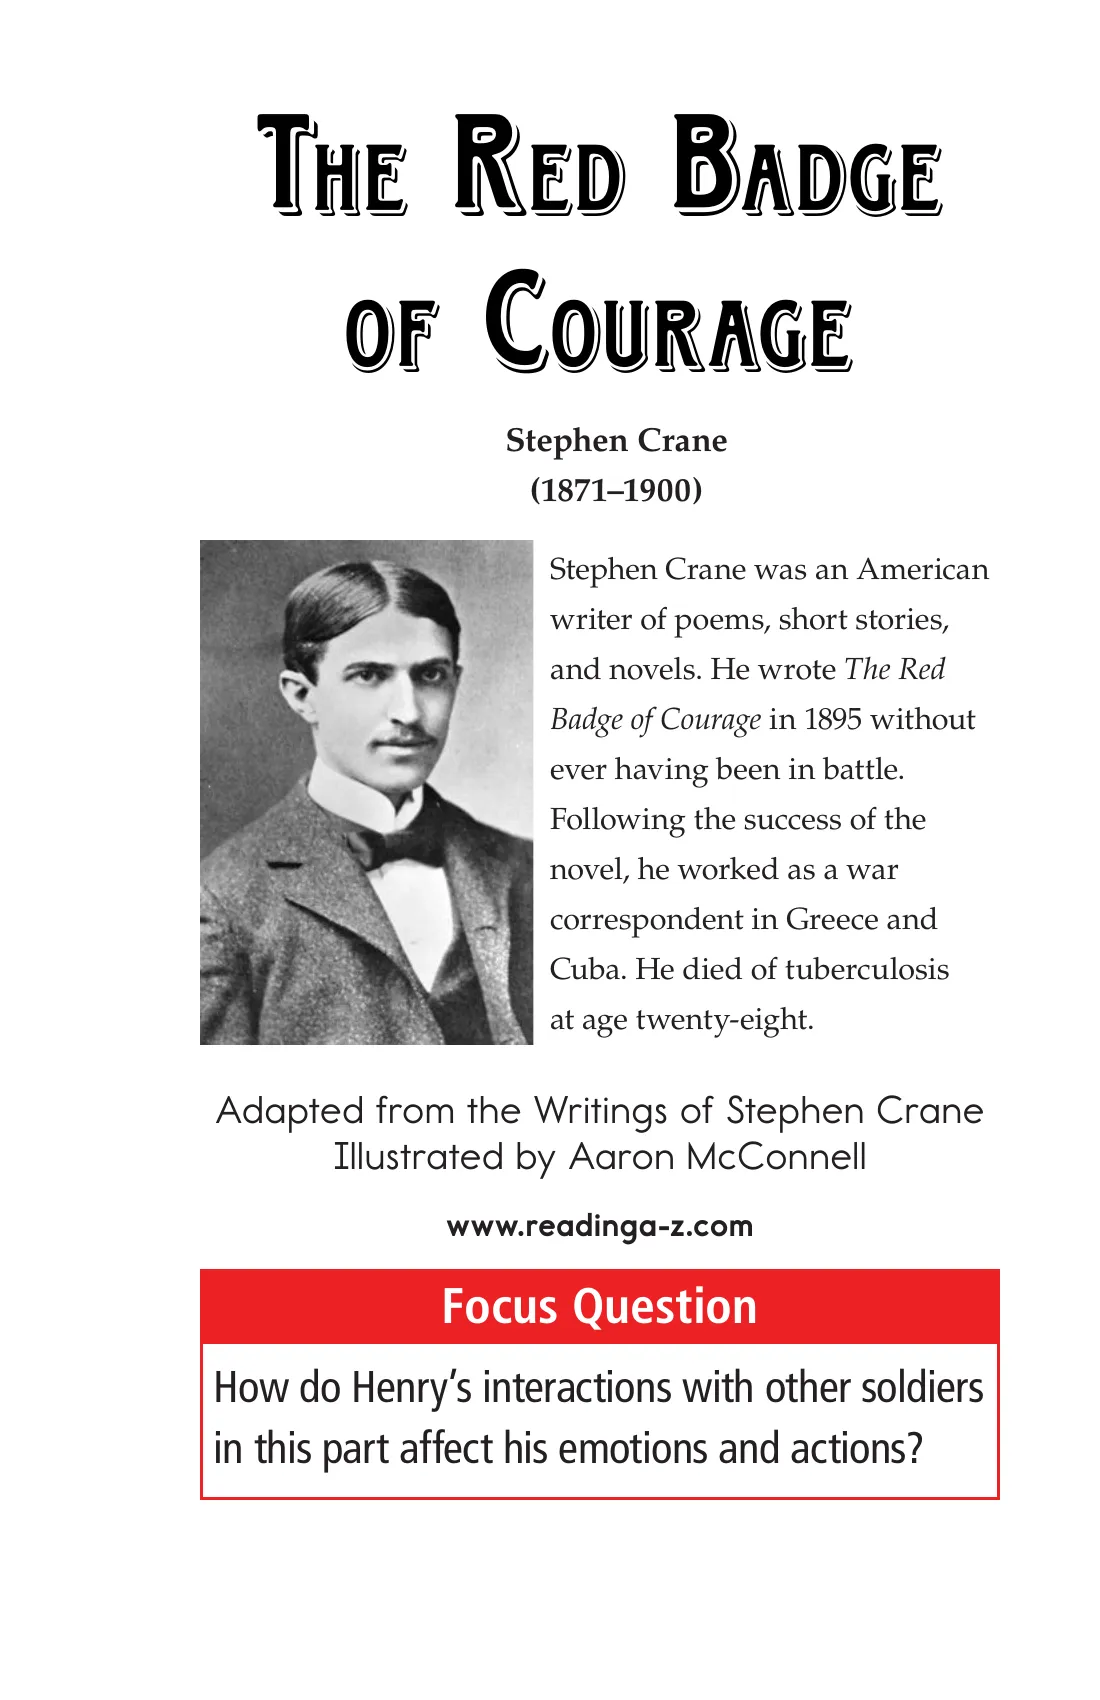 The Red Badge
of Courage
Stephen Crane
(1871–1900)
Stephen Crane was an American
writer of poems, short stories,
and novels. He wrote The Red
Badge of Courage in 1895 without
ever having been in battle.
Following the success of the
novel, he worked as a war
correspondent in Greece and
Cuba. He died of tuberculosis
at age twenty-eight.
Adapted from the Writings of Stephen Crane
Illustrated by Aaron McConnell
www.readinga-z.com
Focus Question
How do Henry’s interactions with other soldiers
in this part affect his emotions and actions?